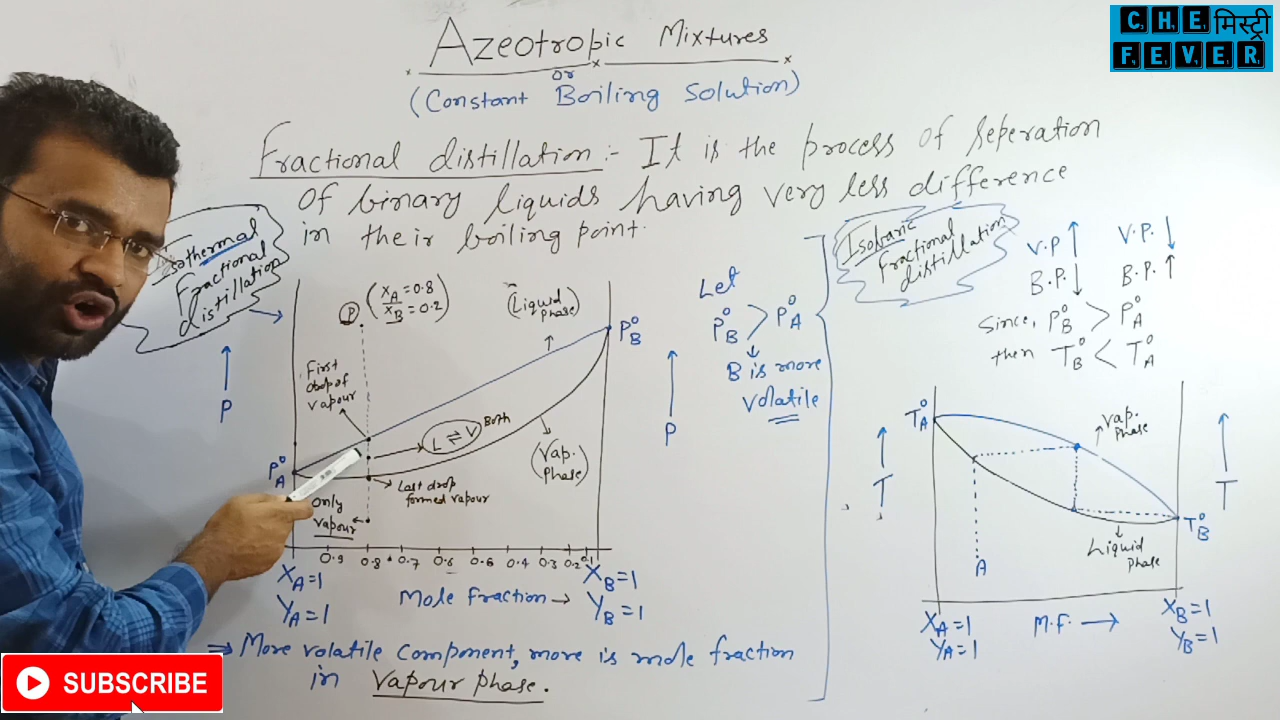 Azeotropic Mixtures
or
(Constant Boiling Solution)
CHEमिस्ट्री
FEVER
Fractional distillation:- It is the process of seperation
of binary liquids having very less difference
in their boiling point.
Isothermal
Fractional
distillation
P
P
(XA=0.8
XB=0.2)
(Liquid
phase)
First
drop of
vapour
L ⇌ V
Both
(Vap.
Phase)
Last drop
formed vapour
Only
vapour
P°A
P°B
P
0.9 0.8 0.7 0.6 0.6 0.4 0.3 0.2 0.1
XA=1
YA=1
Mole fraction →
XB=1
YB=1
⇒ More volatile component, more is mole fraction
in vapour phase.
Let
P°B > P°A
B is more
volatile
Isobaric
Fractional
distillation
V.P ↑
B.P. ↓
V.P. ↓
B.P. ↑
Since, P°B > P°A
then T°B < T°A
T°A
T
Vap.
Phase
T
T°B
Liquid
Phase
A
XA=1
YA=1
M.F. →
XB=1
YB=1
SUBSCRIBE